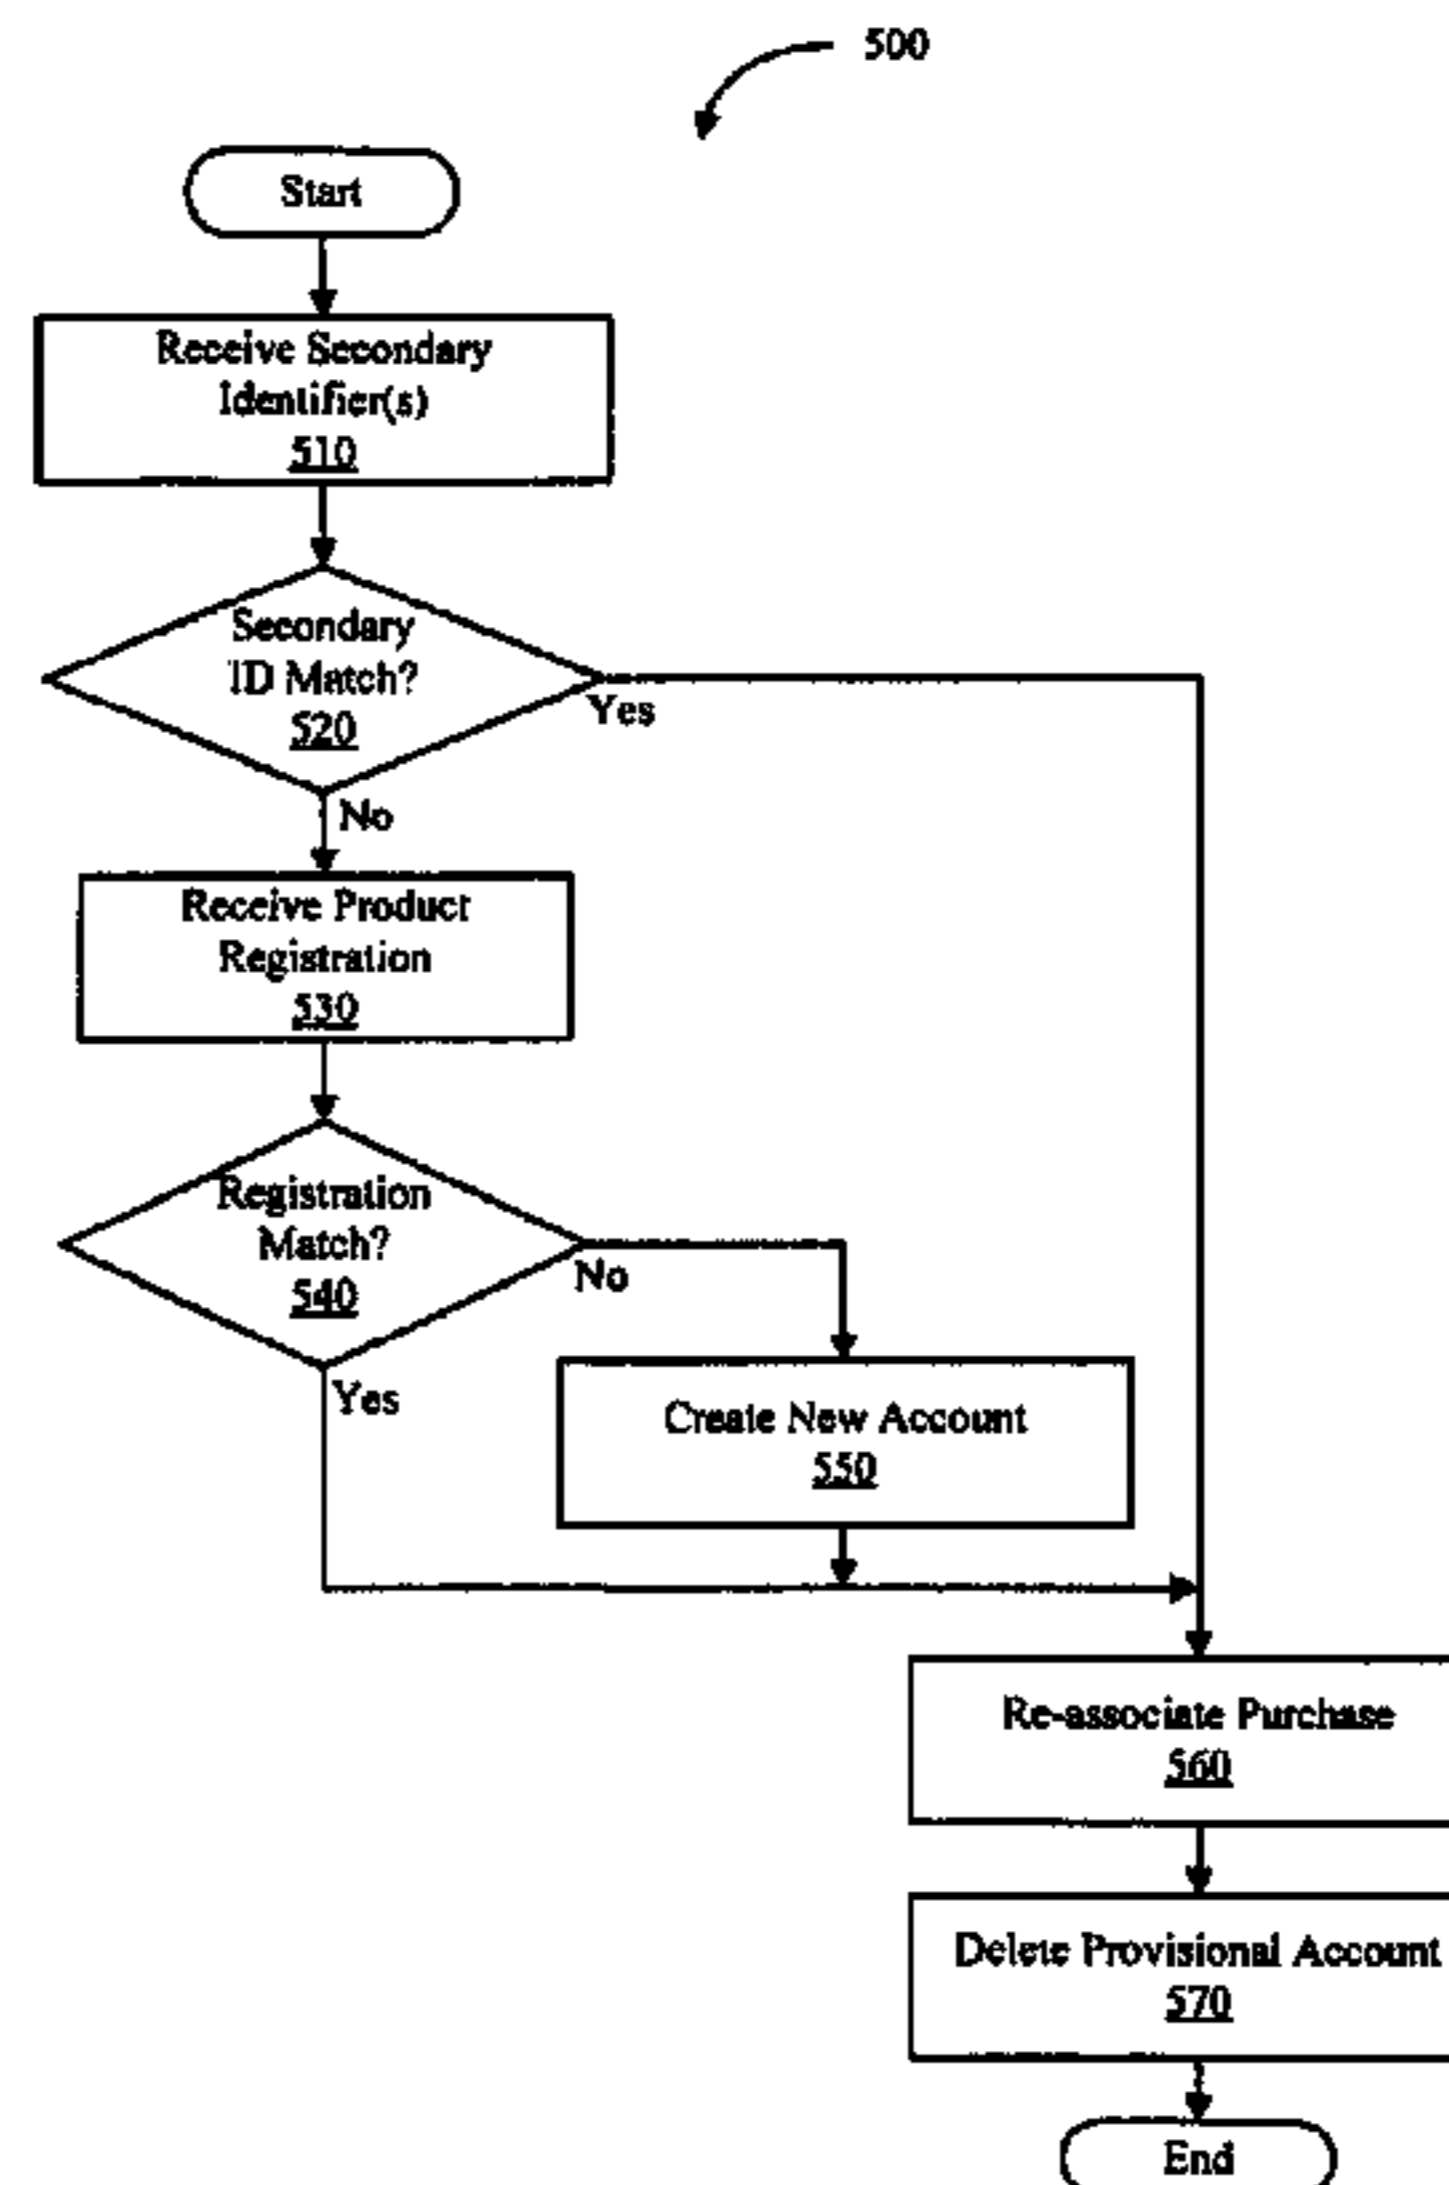 500
Start
Receive Secondary
Identifier(s)
510
Secondary
ID Match?
520
Yes
No
Receive Product
Registration
530
Registration
Match?
540
No
Yes
Create New Account
550
Re-associate Purchase
560
Delete Provisional Account
570
End